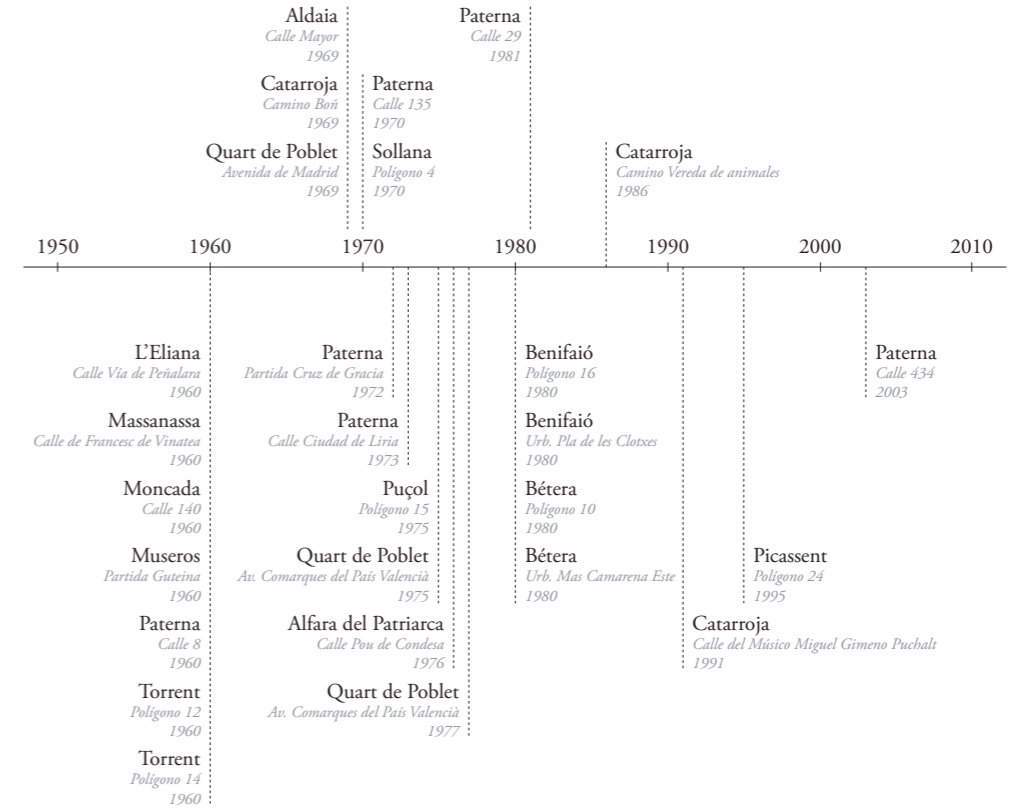 Aldaia
Calle Mayor
1969
Paterna
Calle 29
1981
Catarroja
Camino Boñ
1969
Paterna
Calle 135
1970
Quart de Poblet
Avenida de Madrid
1969
Sollana
Polígono 4
1970
Catarroja
Camino Vereda de animales
1986
1950 1960 1970 1980 1990 2000 2010
L'Eliana
Calle Vía de Peñalara
1960
Paterna
Partida Cruz de Gracia
1972
Benifaió
Polígono 16
1980
Paterna
Calle 434
2003
Massanassa
Calle de Francesc de Vinatea
1960
Paterna
Calle Ciudad de Liria
1973
Benifaió
Urb. Pla de les Clotxes
1980
Moncada
Calle 140
1960
Puçol
Polígono 15
1975
Bétera
Polígono 10
1980
Museros
Partida Guteina
1960
Quart de Poblet
Av. Comarques del País Valencià
1975
Bétera
Urb. Mas Camarena Este
1980
Picassent
Polígono 24
1995
Paterna
Calle 8
1960
Alfara del Patriarca
Calle Pou de Condesa
1976
Catarroja
Calle del Músico Miguel Gimeno Puchalt
1991
Torrent
Polígono 12
1960
Quart de Poblet
Av. Comarques del País Valencià
1977
Torrent
Polígono 14
1960